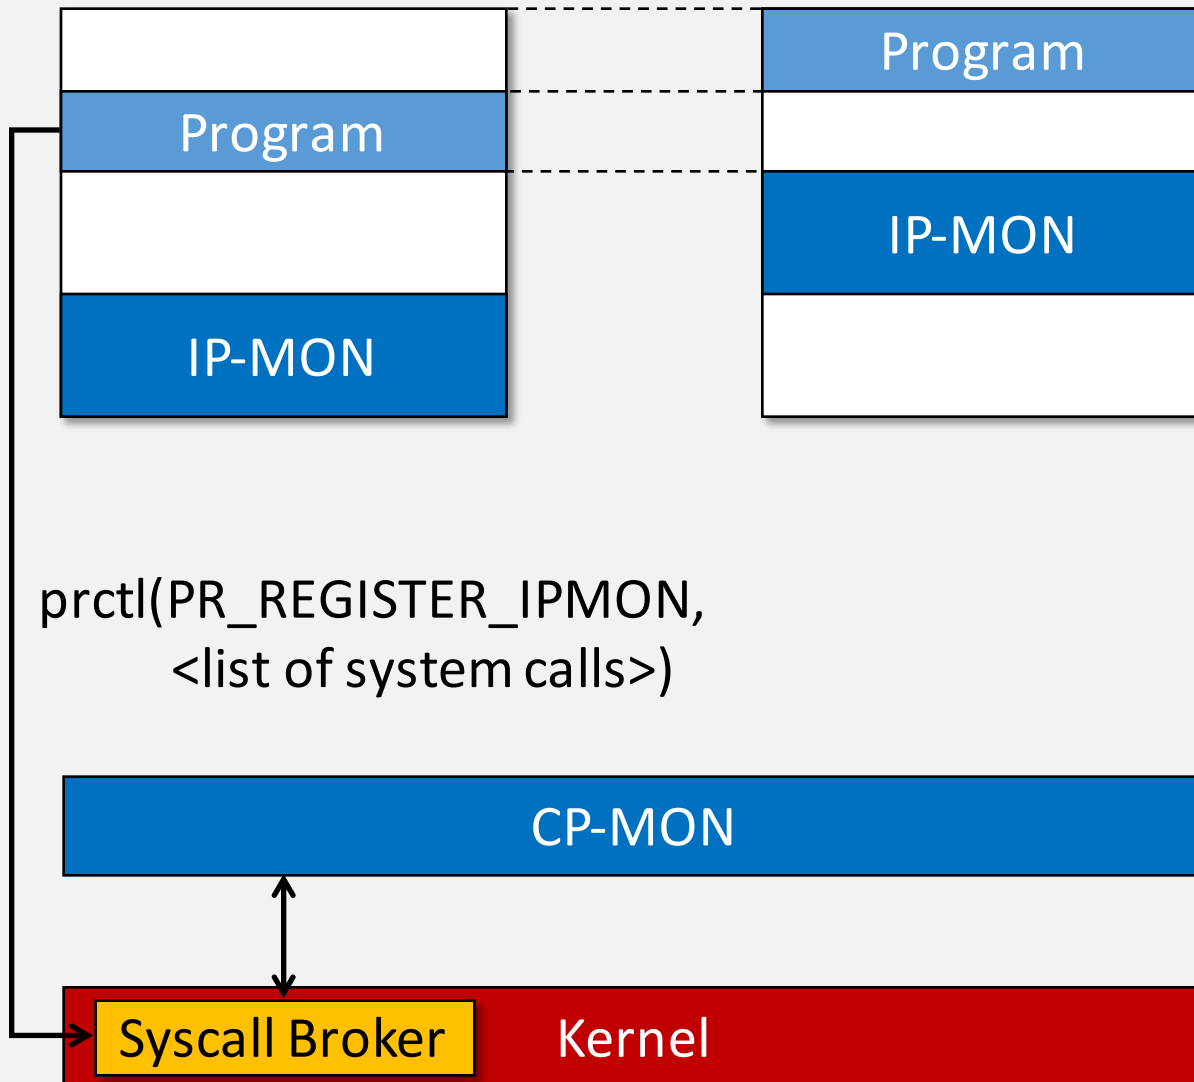 Program
Program
IP-MON
IP-MON
prctl(PR_REGISTER_IPMON,
<list of system calls>)
CP-MON
Syscall Broker
Kernel